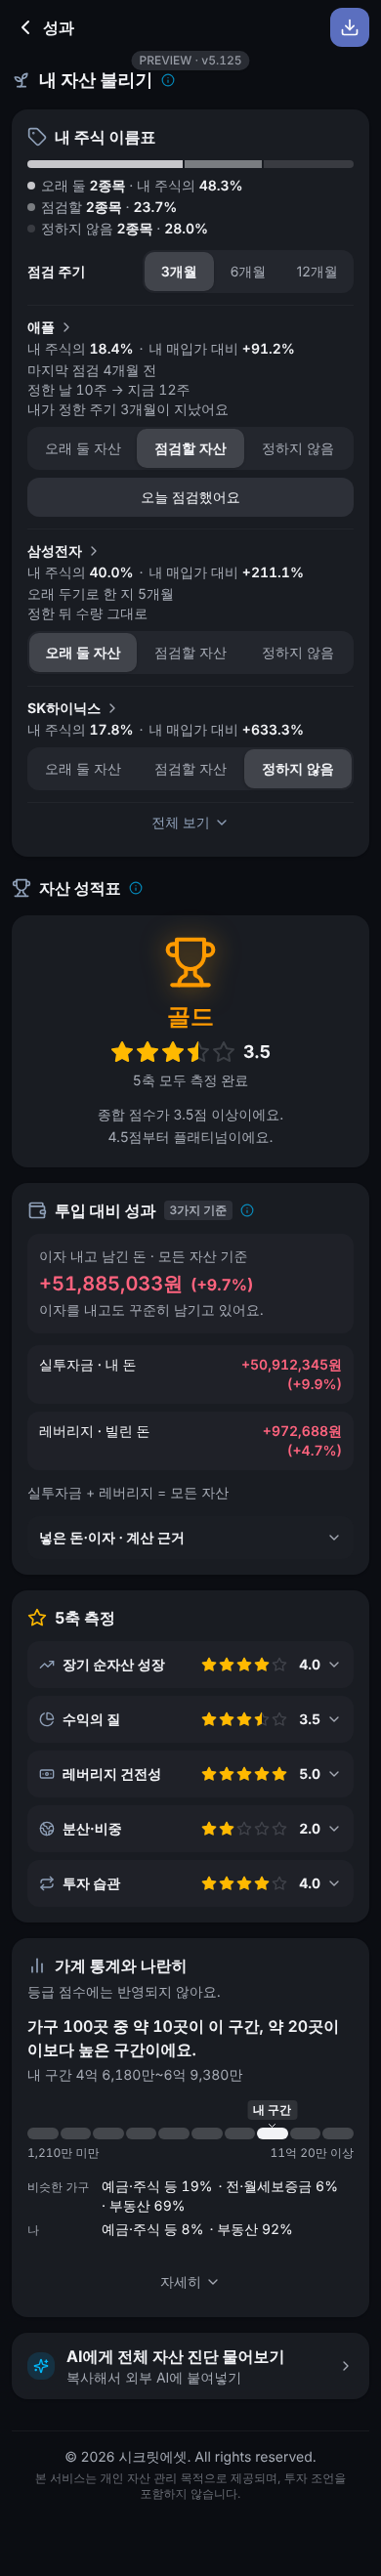 성과
PREVIEW · v5.125
내 자산 불리기
내 주식 이름표
오래 둘 2종목 · 내 주식의 48.3%
점검할 2종목 · 23.7%
정하지 않음 2종목 · 28.0%
점검 주기 3개월 6개월 12개월
애플
내 주식의 18.4% · 내 매입가 대비 +91.2%
마지막 점검 4개월 전
정한 날 10주 → 지금 12주
내가 정한 주기 3개월이 지났어요
오래 둘 자산 점검할 자산 정하지 않음
오늘 점검했어요
삼성전자
내 주식의 40.0% · 내 매입가 대비 +211.1%
오래 두기로 한 지 5개월
정한 뒤 수량 그대로
오래 둘 자산 점검할 자산 정하지 않음
SK하이닉스
내 주식의 17.8% · 내 매입가 대비 +633.3%
오래 둘 자산 점검할 자산 정하지 않음
전체 보기
자산 성적표
골드
3.5
5축 모두 측정 완료
종합 점수가 3.5점 이상이에요.
4.5점부터 플래티넘이에요.
투입 대비 성과 3가지 기준
이자 내고 남긴 돈 · 모든 자산 기준
+51,885,033원 (+9.7%)
이자를 내고도 꾸준히 남기고 있어요.
실투자금 · 내 돈 +50,912,345원
(+9.9%)
레버리지 · 빌린 돈 +972,688원
(+4.7%)
실투자금 + 레버리지 = 모든 자산
넣은 돈·이자 · 계산 근거
5축 측정
장기 순자산 성장 4.0
수익의 질 3.5
레버리지 건전성 5.0
분산·비중 2.0
투자 습관 4.0
가계 통계와 나란히
등급 점수에는 반영되지 않아요.
가구 100곳 중 약 10곳이 이 구간, 약 20곳이
이보다 높은 구간이에요.
내 구간 4억 6,180만~6억 9,380만
내 구간
1,210만 미만 11억 20만 이상
비슷한 가구 예금·주식 등 19% · 전·월세보증금 6%
· 부동산 69%
나 예금·주식 등 8% · 부동산 92%
자세히
AI에게 전체 자산 진단 물어보기
복사해서 외부 AI에 붙여넣기
© 2026 시크릿에셋. All rights reserved.
본 서비스는 개인 자산 관리 목적으로 제공되며, 투자 조언을
포함하지 않습니다.